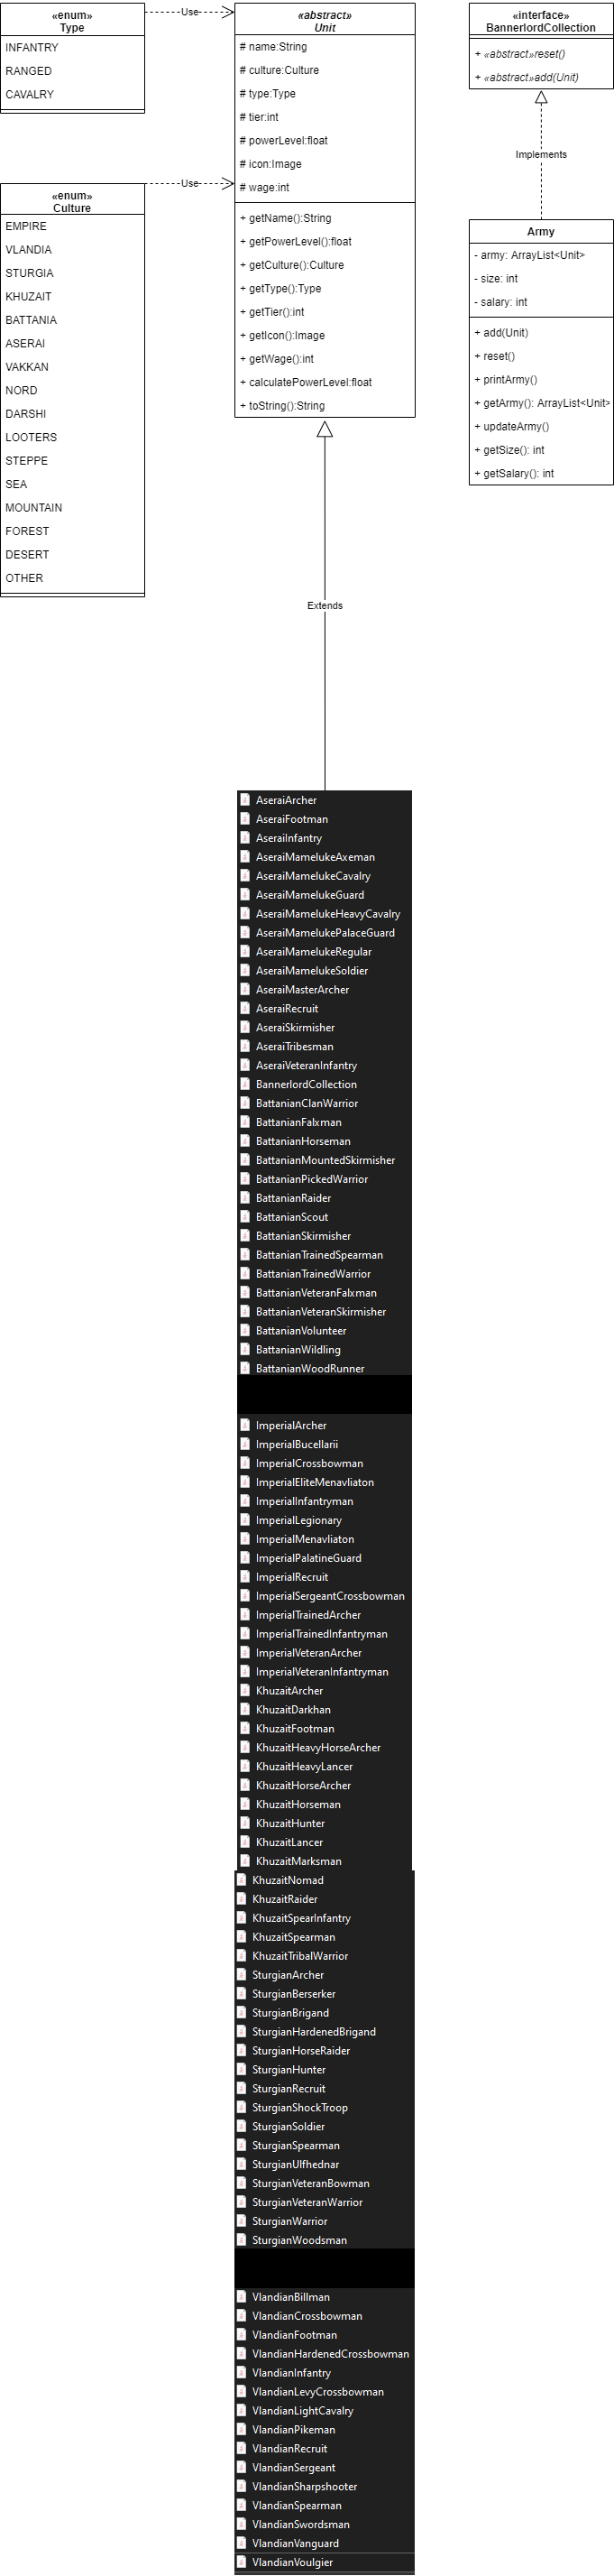 «enum»
Type
INFANTRY
RANGED
CAVALRY
Use
«abstract»
Unit
# name:String
# culture:Culture
# type:Type
# tier:int
# powerLevel:float
# icon:Image
# wage:int
+ getName():String
+ getPowerLevel():float
+ getCulture():Culture
+ getType():Type
+ getTier():int
+ getIcon():Image
+ getWage():int
+ calculatePowerLevel:float
+ toString():String
«interface»
BannerlordCollection
+ «abstract»reset()
+ «abstract»add(Unit)
Implements
Army
- army: ArrayList<Unit>
- size: int
- salary: int
+ add(Unit)
+ reset()
+ printArmy()
+ getArmy(): ArrayList<Unit>
+ updateArmy()
+ getSize(): int
+ getSalary(): int
«enum»
Culture
EMPIRE
VLANDIA
STURGIA
KHUZAIT
BATTANIA
ASERAI
VAKKAN
NORD
DARSHI
LOOTERS
STEPPE
SEA
MOUNTAIN
FOREST
DESERT
OTHER
Use
Extends
AseraiArcher
AseraiFootman
AseraiInfantry
AseraiMamelukeAxeman
AseraiMamelukeCavalry
AseraiMamelukeGuard
AseraiMamelukeHeavyCavalry
AseraiMamelukePalaceGuard
AseraiMamelukeRegular
AseraiMamelukeSoldier
AseraiMasterArcher
AseraiRecruit
AseraiSkirmisher
AseraiTribesman
AseraiVeteranInfantry
BannerlordCollection
BattanianClanWarrior
BattanianFalxman
BattanianHorseman
BattanianMountedSkirmisher
BattanianPickedWarrior
BattanianRaider
BattanianScout
BattanianSkirmisher
BattanianTrainedSpearman
BattanianTrainedWarrior
BattanianVeteranFalxman
BattanianVeteranSkirmisher
BattanianVolunteer
BattanianWildling
BattanianWoodRunner
ImperialArcher
ImperialBucellarii
ImperialCrossbowman
ImperialEliteMenavliaton
ImperialInfantryman
ImperialLegionary
ImperialMenavliaton
ImperialPalatineGuard
ImperialRecruit
ImperialSergeantCrossbowman
ImperialTrainedArcher
ImperialTrainedInfantryman
ImperialVeteranArcher
ImperialVeteranInfantryman
KhuzaitArcher
KhuzaitDarkhan
KhuzaitFootman
KhuzaitHeavyHorseArcher
KhuzaitHeavyLancer
KhuzaitHorseArcher
KhuzaitHorseman
KhuzaitHunter
KhuzaitLancer
KhuzaitMarksman
KhuzaitNomad
KhuzaitRaider
KhuzaitSpearInfantry
KhuzaitSpearman
KhuzaitTribalWarrior
SturgianArcher
SturgianBerserker
SturgianBrigand
SturgianHardenedBrigand
SturgianHorseRaider
SturgianHunter
SturgianRecruit
SturgianShockTroop
SturgianSoldier
SturgianSpearman
SturgianUlfhednar
SturgianVeteranBowman
SturgianVeteranWarrior
SturgianWarrior
SturgianWoodsman
VlandianBillman
VlandianCrossbowman
VlandianFootman
VlandianHardenedCrossbowman
VlandianInfantry
VlandianLevyCrossbowman
VlandianLightCavalry
VlandianPikeman
VlandianRecruit
VlandianSergeant
VlandianSharpshooter
VlandianSpearman
VlandianSwordsman
VlandianVanguard
VlandianVoulgier